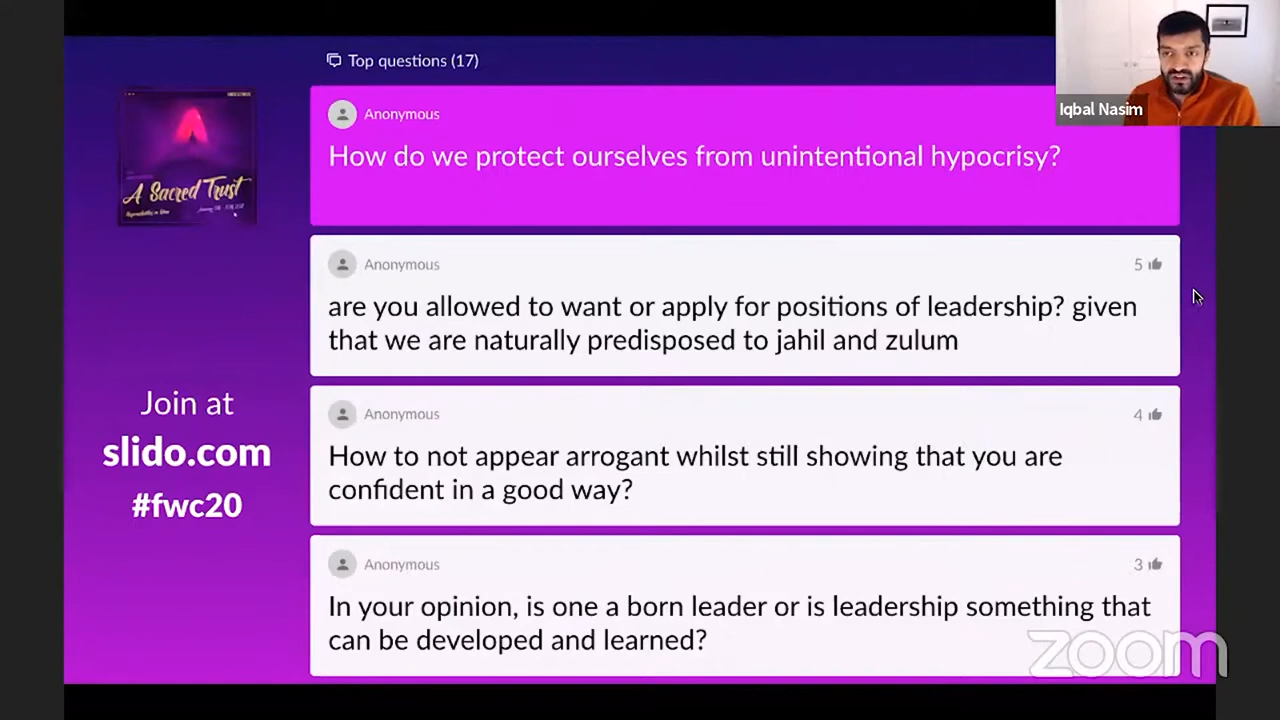 Top questions (17)
Iqbal Nasim
Anonymous
How do we protect ourselves from unintentional hypocrisy?
A Sacred Trust
Anonymous
5
are you allowed to want or apply for positions of leadership? given
that we are naturally predisposed to jahil and zulum
Join at
slido.com
#fwc20
Anonymous
4
How to not appear arrogant whilst still showing that you are
confident in a good way?
Anonymous
3
In your opinion, is one a born leader or is leadership something that
can be developed and learned?
zoom